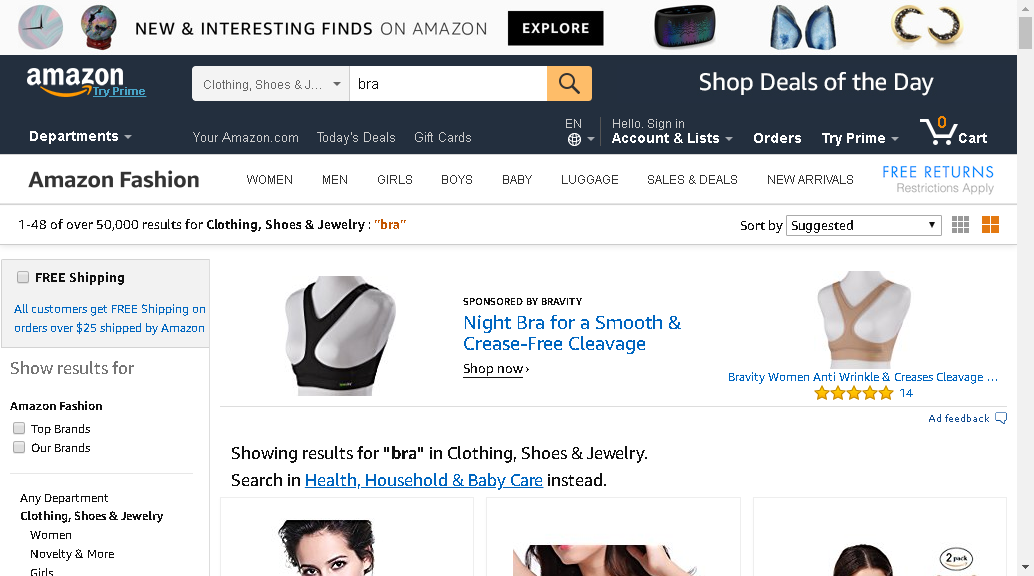 NEW & INTERESTING FINDS ON AMAZON EXPLORE
amazon
Try Prime
Clothing, Shoes & J...
bra
Shop Deals of the Day
Departments
Your Amazon.com Today's Deals Gift Cards
EN
Hello. Sign in
Account & Lists
Orders
Try Prime
0
Cart
Amazon Fashion
WOMEN MEN GIRLS BOYS BABY LUGGAGE SALES & DEALS NEW ARRIVALS
FREE RETURNS
Restrictions Apply
1-48 of over 50,000 results for Clothing, Shoes & Jewelry : "bra"
Sort by Suggested
FREE Shipping
All customers get FREE Shipping on
orders over $25 shipped by Amazon
Show results for
Amazon Fashion
Top Brands
Our Brands
Any Department
Clothing, Shoes & Jewelry
Women
Novelty & More
Girls
SPONSORED BY BRAVITY
Night Bra for a Smooth &
Crease-Free Cleavage
Shop now ›
Bravity Women Anti Wrinkle & Creases Cleavage ...
14
Ad feedback
Showing results for "bra" in Clothing, Shoes & Jewelry.
Search in Health, Household & Baby Care instead.
2 pack